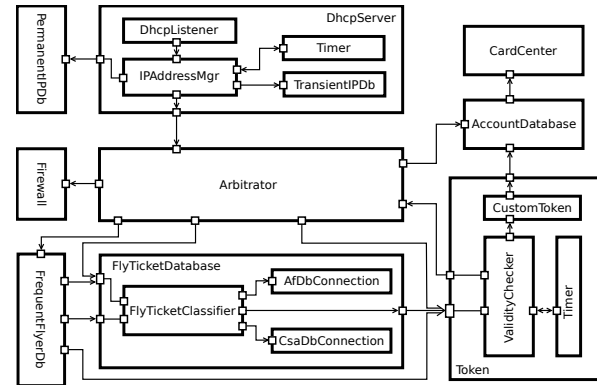 DhcpServer
PermanentIPDb
DhcpListener
Timer
IPAddressMgr
TransientIPDb
CardCenter
AccountDatabase
Firewall
Arbitrator
CustomToken
FrequentFlyerDb
FlyTicketDatabase
AfDbConnection
FlyTicketClassifier
CsaDbConnection
ValidityChecker
Timer
Token